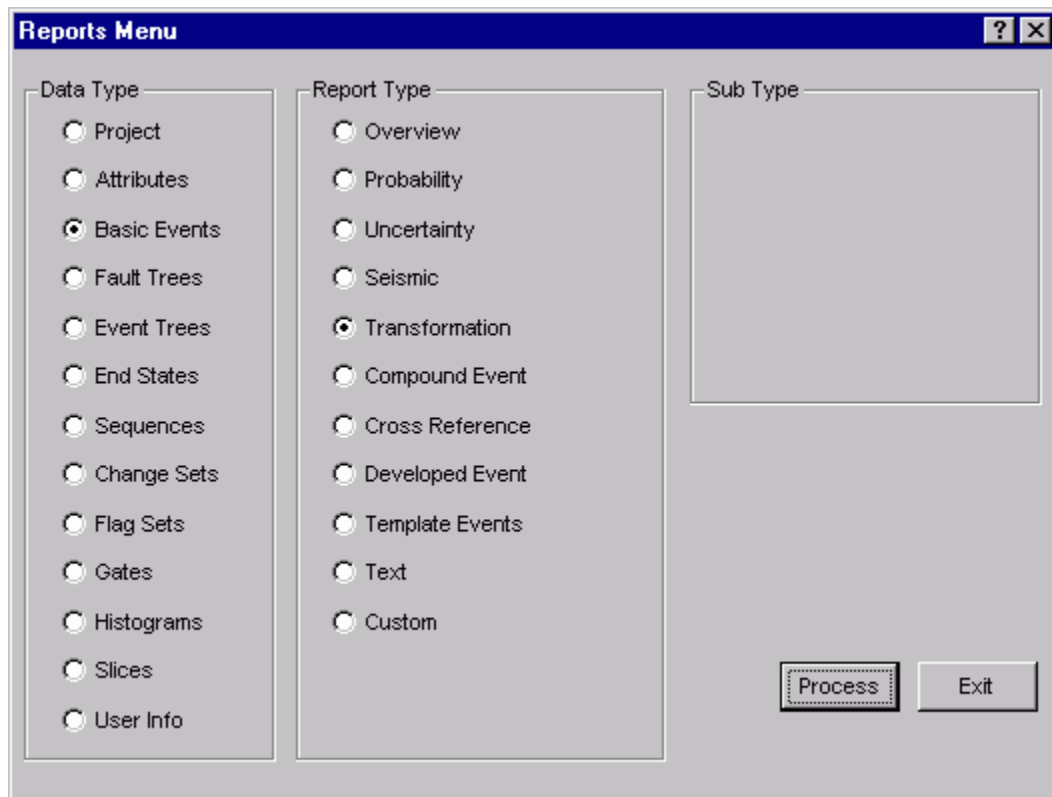 Reports Menu
Data Type
Project
Attributes
Basic Events
Fault Trees
Event Trees
End States
Sequences
Change Sets
Flag Sets
Gates
Histograms
Slices
User Info
Report Type
Overview
Probability
Uncertainty
Seismic
Transformation
Compound Event
Cross Reference
Developed Event
Template Events
Text
Custom
Sub Type
Process
Exit